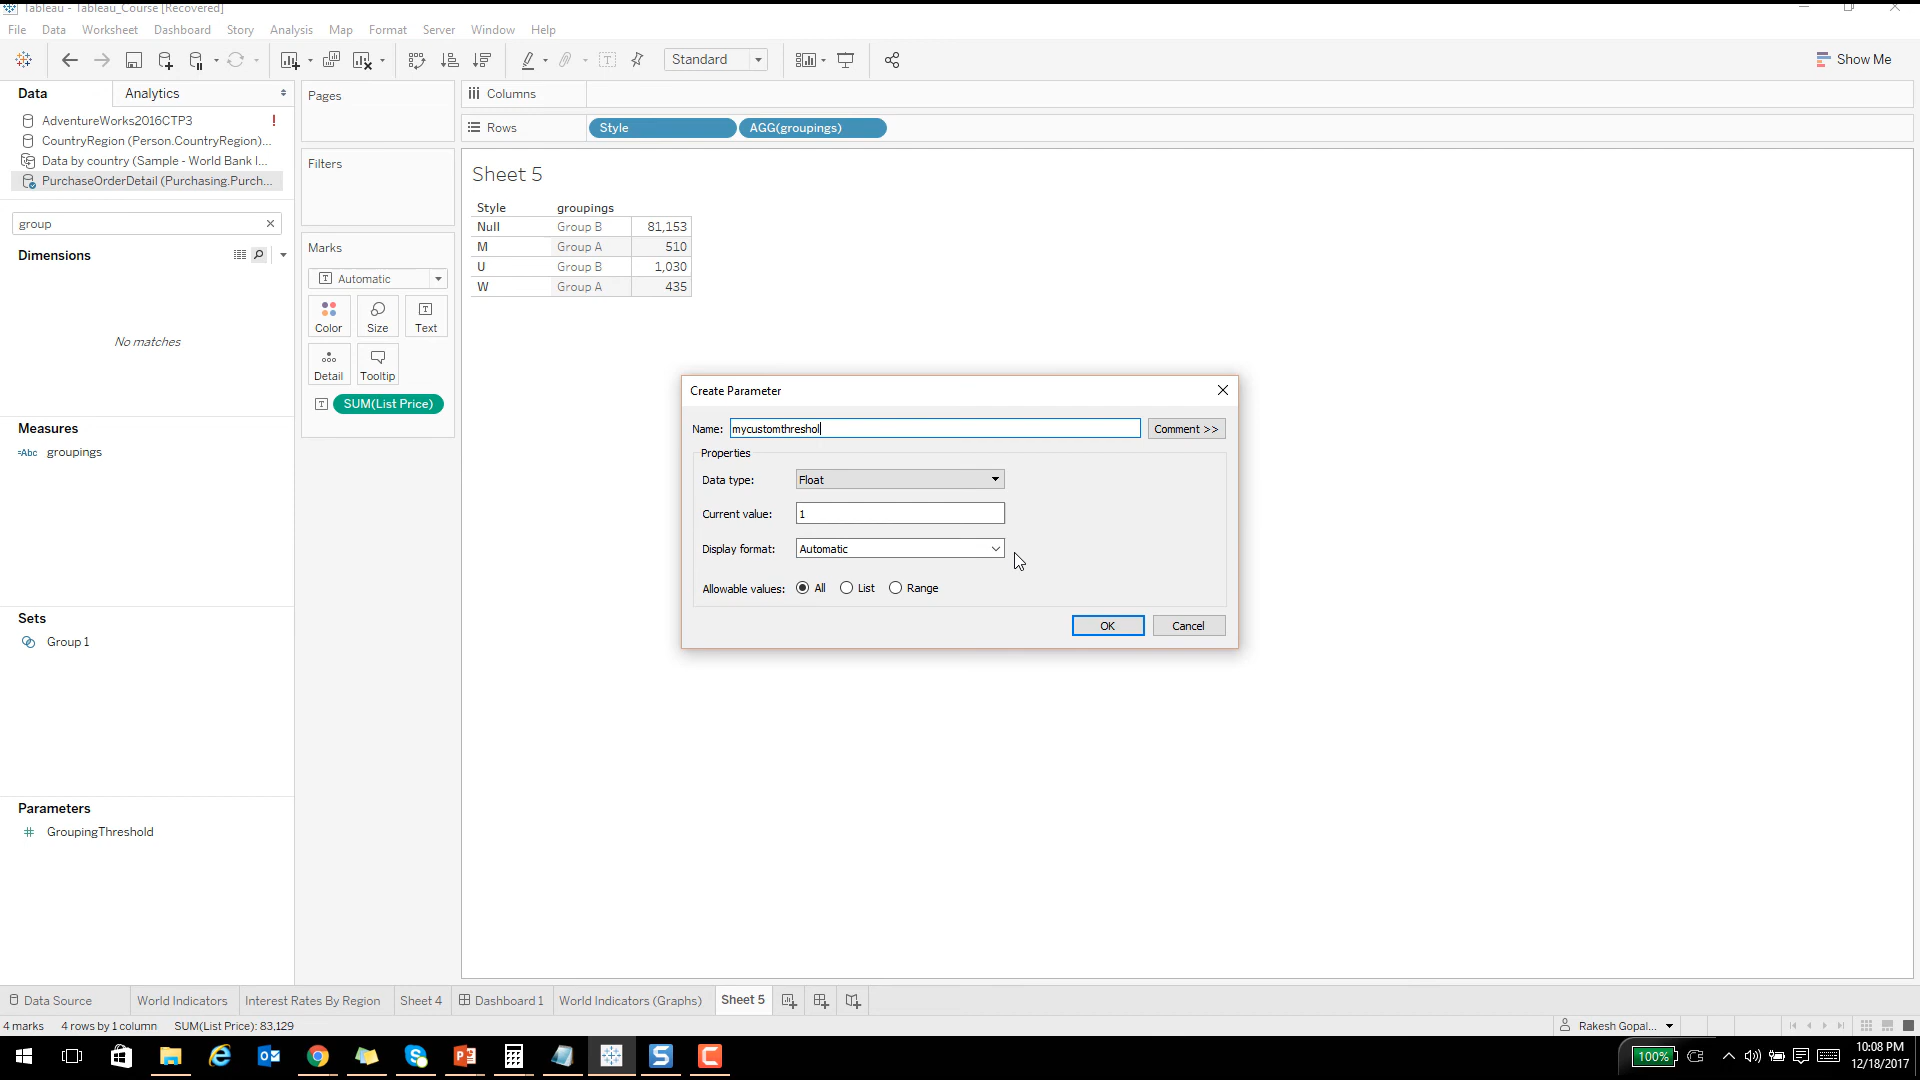 Tableau - Tableau_Course [Recovered]
File Data Worksheet Dashboard Story Analysis Map Format Server Window Help
Standard
Show Me
Data Analytics
AdventureWorks2016CTP3 !
CountryRegion (Person.CountryRegion)...
Data by country (Sample - World Bank I...
PurchaseOrderDetail (Purchasing.Purch...
group
Dimensions
No matches
Measures
=Abc groupings
Sets
Group 1
Parameters
# GroupingThreshold
Pages
Filters
Marks
Automatic
Color Size Text
Detail Tooltip
SUM(List Price)
Columns
Rows Style AGG(groupings)
Sheet 5
Style groupings
Null Group B 81,153
M Group A 510
U Group B 1,030
W Group A 435
Create Parameter
Name: mycustomthreshol Comment >>
Properties
Data type: Float
Current value: 1
Display format: Automatic
Allowable values: All List Range
OK Cancel
Data Source World Indicators Interest Rates By Region Sheet 4 Dashboard 1 World Indicators (Graphs) Sheet 5
4 marks 4 rows by 1 column SUM(List Price): 83,129 Rakesh Gopal...
100% 10:08 PM
12/18/2017